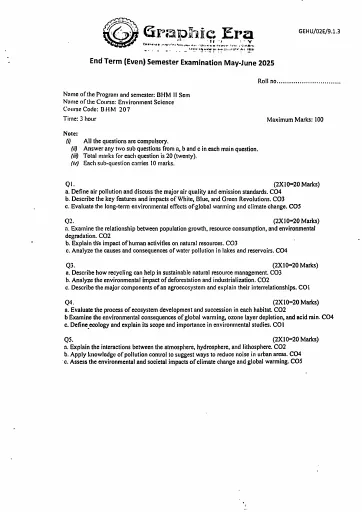 Graphic Era
GEHU/02E/9.1.3
End Term (Even) Semester Examination May-June 2025
Roll no..............................
Name of the Program and semester: BHM II Sem
Name of the Course: Environment Science
Course Code: BHM 207
Time: 3 hour Maximum Marks: 100
Note:
(i) All the questions are compulsory.
(ii) Answer any two sub questions from a, b and c in each main question.
(iii) Total marks for each question is 20 (twenty).
(iv) Each sub-question carries 10 marks.
Q1. (2X10=20 Marks)
a. Define air pollution and discuss the major air quality and emission standards. CO4
b. Describe the key features and impacts of White, Blue, and Green Revolutions. CO3
c. Evaluate the long-term environmental effects of global warming and climate change. CO5
Q2. (2X10=20 Marks)
a. Examine the relationship between population growth, resource consumption, and environmental
degradation. CO2
b. Explain the impact of human activities on natural resources. CO3
c. Analyze the causes and consequences of water pollution in lakes and reservoirs. CO4
Q3. (2X10=20 Marks)
a. Describe how recycling can help in sustainable natural resource management. CO3
b. Analyze the environmental impact of deforestation and industrialization. CO2
c. Describe the major components of an agroecosystem and explain their interrelationships. CO1
Q4. (2X10=20 Marks)
a. Evaluate the process of ecosystem development and succession in each habitat. CO2
b Examine the environmental consequences of global warming, ozone layer depletion, and acid rain. CO4
c. Define ecology and explain its scope and importance in environmental studies. CO1
Q5. (2X10=20 Marks)
a. Explain the interactions between the atmosphere, hydrosphere, and lithosphere. CO2
b. Apply knowledge of pollution control to suggest ways to reduce noise in urban areas. CO4
c. Assess the environmental and societal impacts of climate change and global warming. CO5